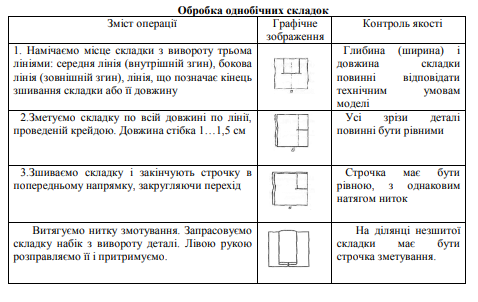 Обробка однобічних складок
Зміст операції
Графічне
зображення
Контроль якості
1. Намічаємо місце складки з вивороту трьома
лініями: середня лінія (внутрішній згин), бокова
лінія (зовнішній згин), лінія, що позначає кінець
зшивання складки або її довжину
Глибина (ширина) і
довжина складки
повинні відповідати
технічним умовам
моделі
2.Зметуємо складку по всій довжині по лінії,
проведеній крейдою. Довжина стібка 1…1,5 см
Усі зрізи деталі
повинні бути рівними
3.Зшиваємо складку і закінчують строчку в
попередньому напрямку, закругляючи перехід
Строчка має бути
рівною, з однаковим
натягом ниток
Витягуємо нитку змотування. Запрасовуємо
складку набік з вивороту деталі. Лівою рукою
розправляємо її і притримуємо.
На ділянці незшитої
складки має бути
строчка зметування.